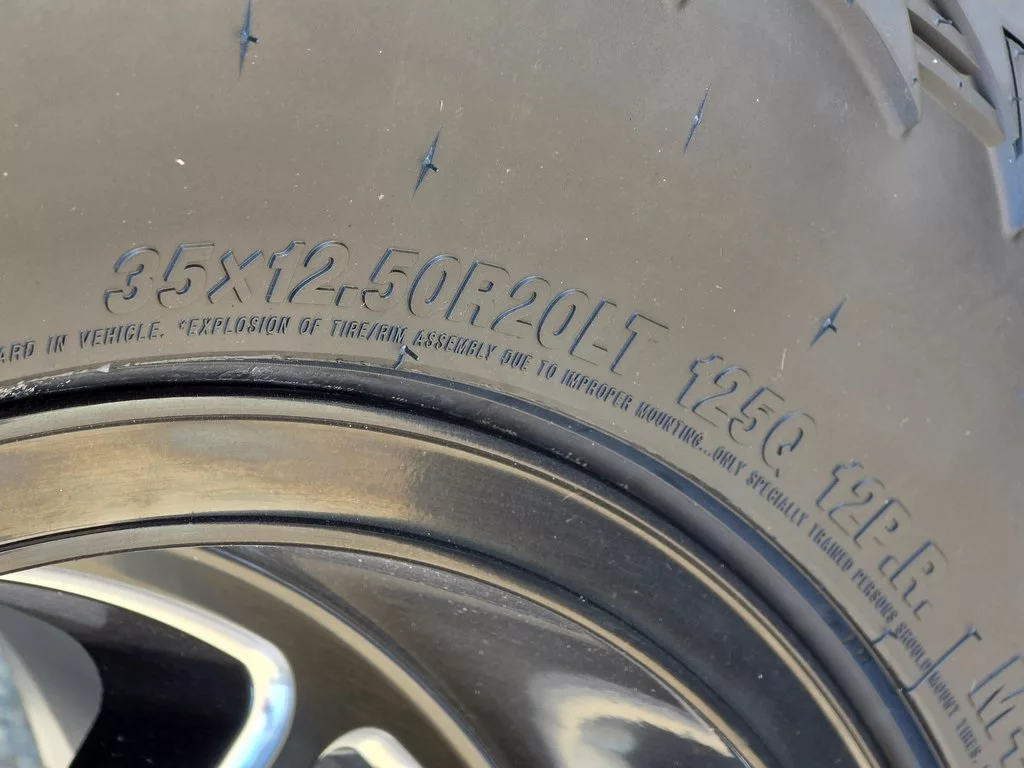 35X12.50R20LT 125Q 12P.R. [ M+
ARD IN VEHICLE. *EXPLOSION OF TIRE/RIM ASSEMBLY DUE TO IMPROPER MOUNTING...ONLY SPECIALLY TRAINED PERSONS SHOULD MOUNT TIRES.